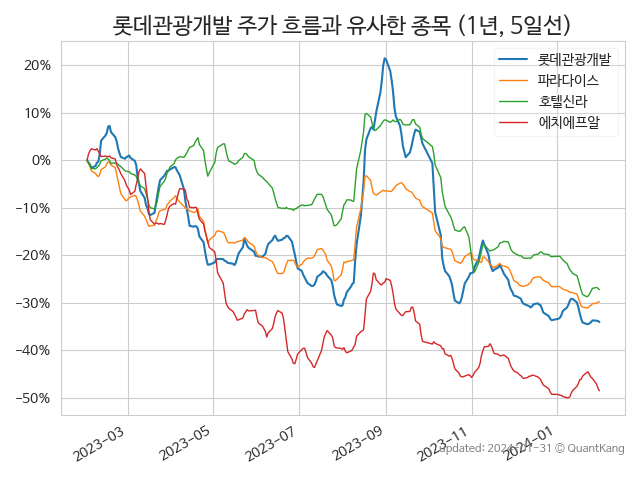 롯데관광개발 주가 흐름과 유사한 종목 (1년, 5일선)
롯데관광개발
파라다이스
호텔신라
에치에프알
20%
10%
0%
−10%
−20%
−30%
−40%
−50%
2023-03
2023-05
2023-07
2023-09
2023-11
2024-01
updated: 2024-01-31 © QuantKang